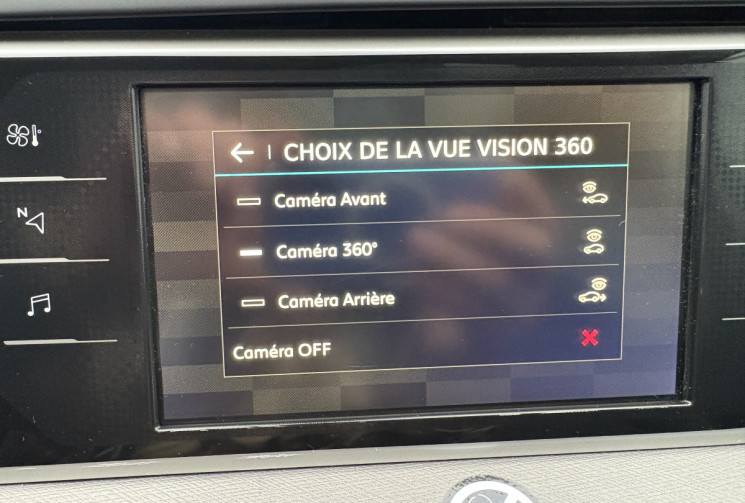 CHOIX DE LA VUE VISION 360
N
Caméra Avant
Caméra 360°
Caméra Arrière
Caméra OFF